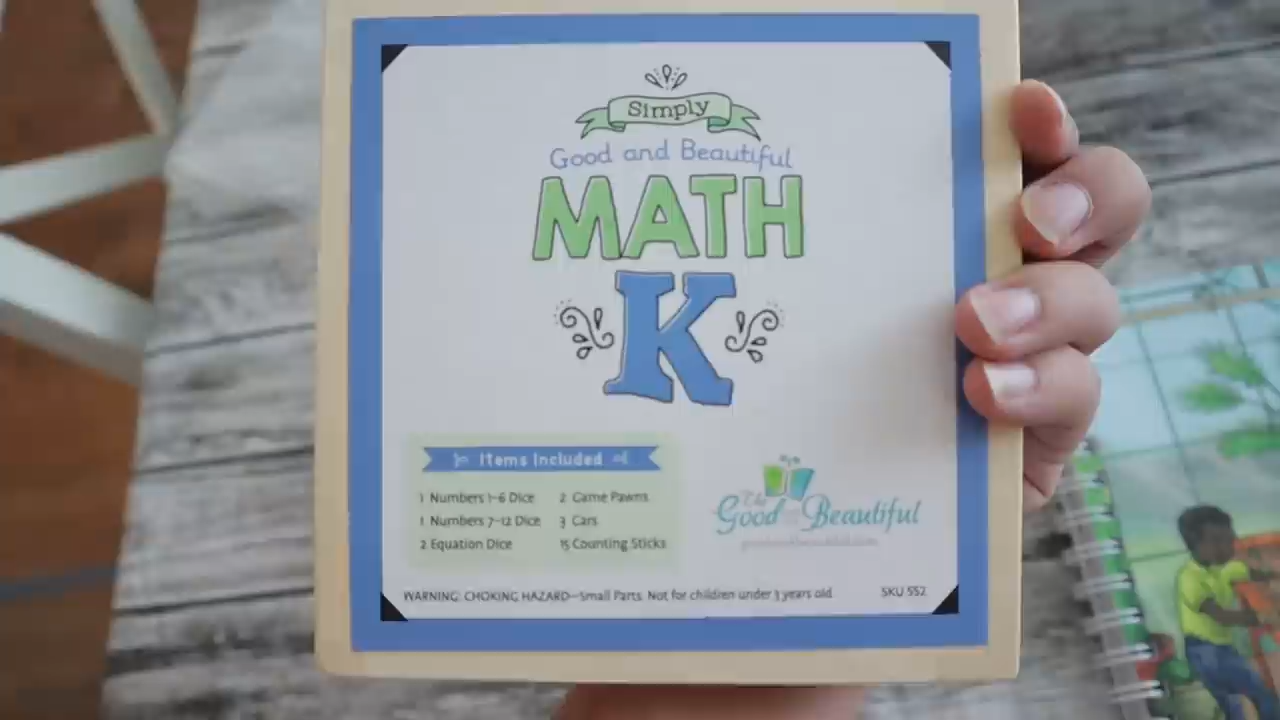 Simply
Good and Beautiful
MATH
K
Items Included
1 Numbers 1-6 Dice
1 Numbers 7-12 Dice
2 Equation Dice
2 Game Pawns
3 Cars
15 Counting Sticks
The
Good and Beautiful
goodandbeautiful.com
WARNING: CHOKING HAZARD—Small Parts. Not for children under 3 years old.
SKU 552